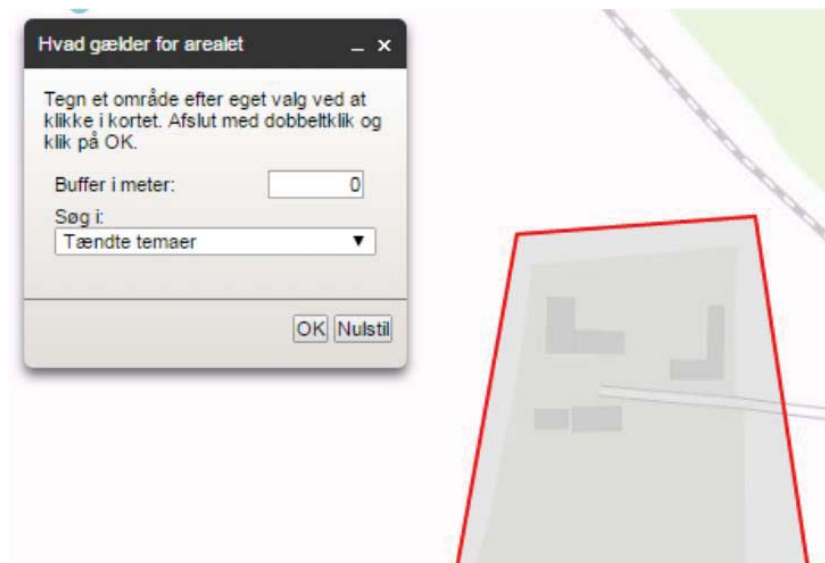 Hvad gælder for arealet
Tegn et område efter eget valg ved at
klikke i kortet. Afslut med dobbeltklik og
klik på OK.
Buffer i meter: 0
Søg i:
Tændte temaer
OK Nulstil